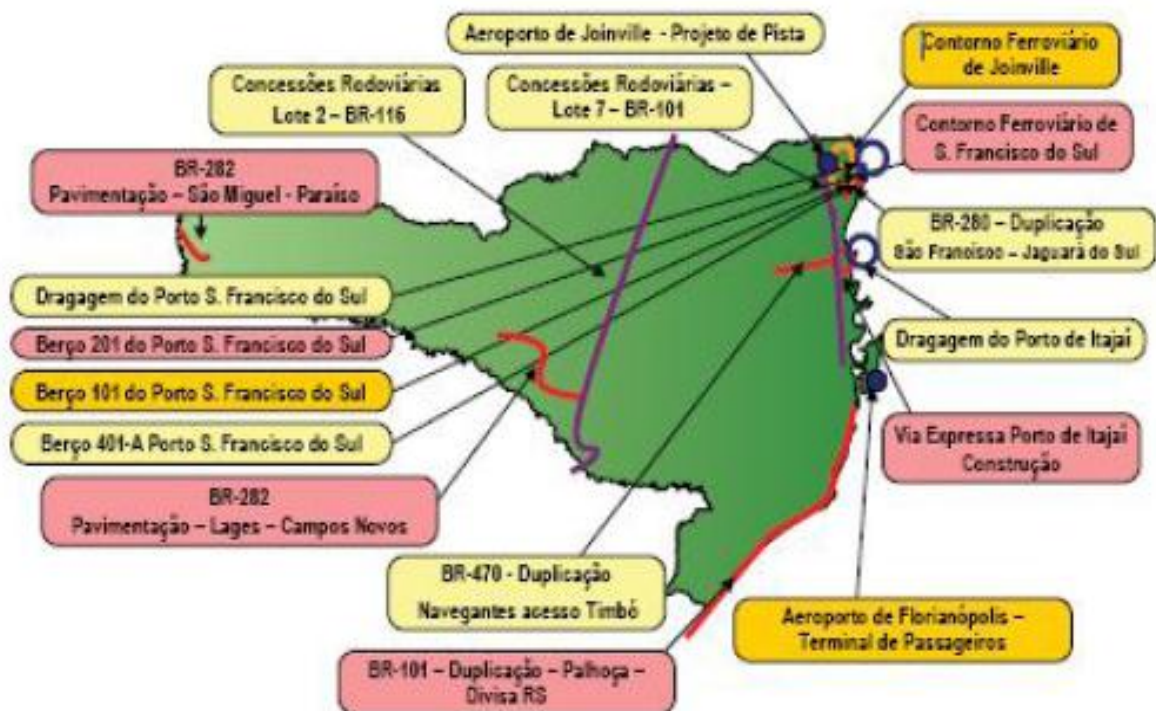 Aeroporto de Joinville - Projeto de Pista
Contorno Ferroviário
de Joinville
Concessões Rodoviárias
Lote 2 – BR-116
Concessões Rodoviárias –
Lote 7 – BR-101
Contorno Ferroviário de
S. Francisco do Sul
BR-282
Pavimentação – São Miguel - Paraíso
BR-280 – Duplicação
São Francisco – Jaguará do Sul
Dragagem do Porto S. Francisco do Sul
Berço 201 do Porto S. Francisco do Sul
Dragagem do Porto de Itajaí
Berço 101 do Porto S. Francisco do Sul
Berço 401-A Porto S. Francisco do Sul
Via Expressa Porto de Itajaí
Construção
BR-282
Pavimentação – Lages – Campos Novos
BR-470 - Duplicação
Navegantes acesso Timbó
Aeroporto de Florianópolis –
Terminal de Passageiros
BR-101 – Duplicação – Palhoça –
Divisa RS